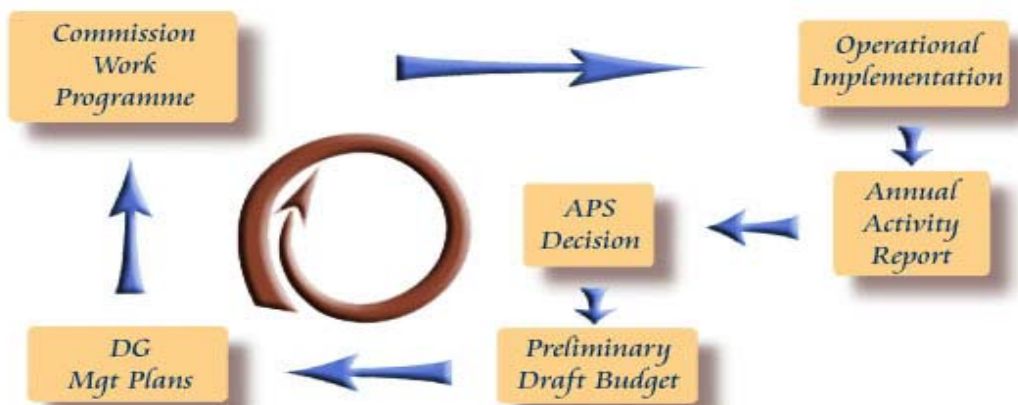 Commission
Work
Programme
Operational
Implementation
APS
Decision
Annual
Activity
Report
DG
Mgt Plans
Preliminary
Draft Budget